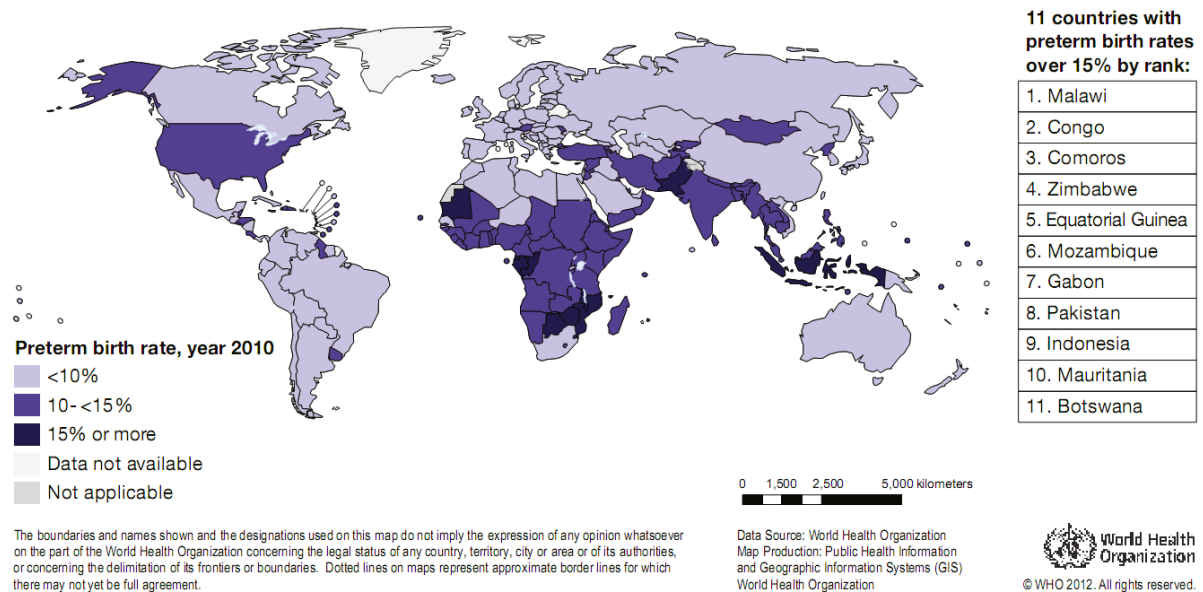 11 countries with
preterm birth rates
over 15% by rank:
1. Malawi
2. Congo
3. Comoros
4. Zimbabwe
5. Equatorial Guinea
6. Mozambique
7. Gabon
8. Pakistan
9. Indonesia
10. Mauritania
11. Botswana
Preterm birth rate, year 2010
<10%
10- <15%
15% or more
Data not available
Not applicable
0 1,500 2,500 5,000 kilometers
The boundaries and names shown and the designations used on this map do not imply the expression of any opinion whatsoever
on the part of the World Health Organization concerning the legal status of any country, territory, city or area or of its authorities,
or concerning the delimitation of its frontiers or boundaries. Dotted lines on maps represent approximate border lines for which
there may not yet be full agreement.
Data Source: World Health Organization
Map Production: Public Health Information
and Geographic Information Systems (GIS)
World Health Organization
World Health
Organization
© WHO 2012. All rights reserved.